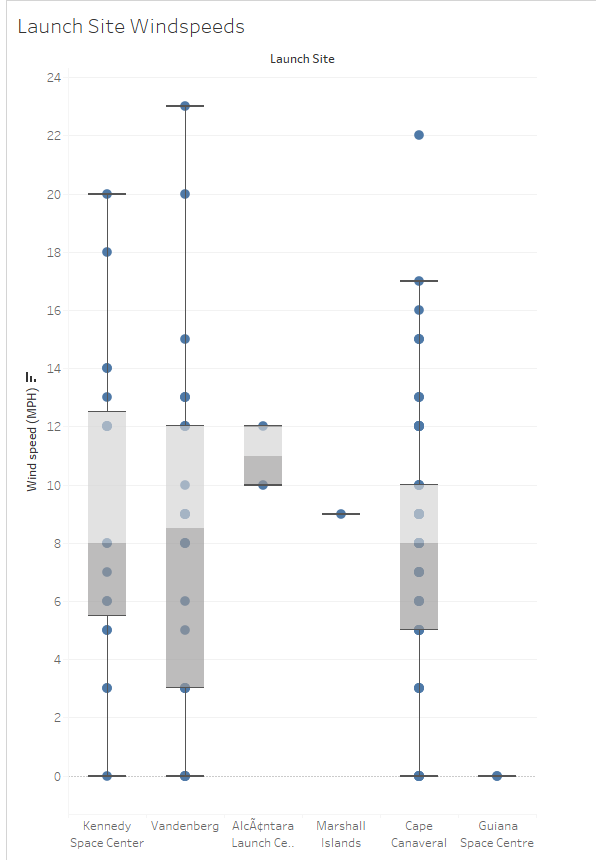 Launch Site Windspeeds
Launch Site
24
22
20
18
16
14
12
10
8
6
4
2
0
Wind speed (MPH)
Kennedy
Space Center
Vandenberg
AlcÃ¢ntara
Launch Ce..
Marshall
Islands
Cape
Canaveral
Guiana
Space Centre